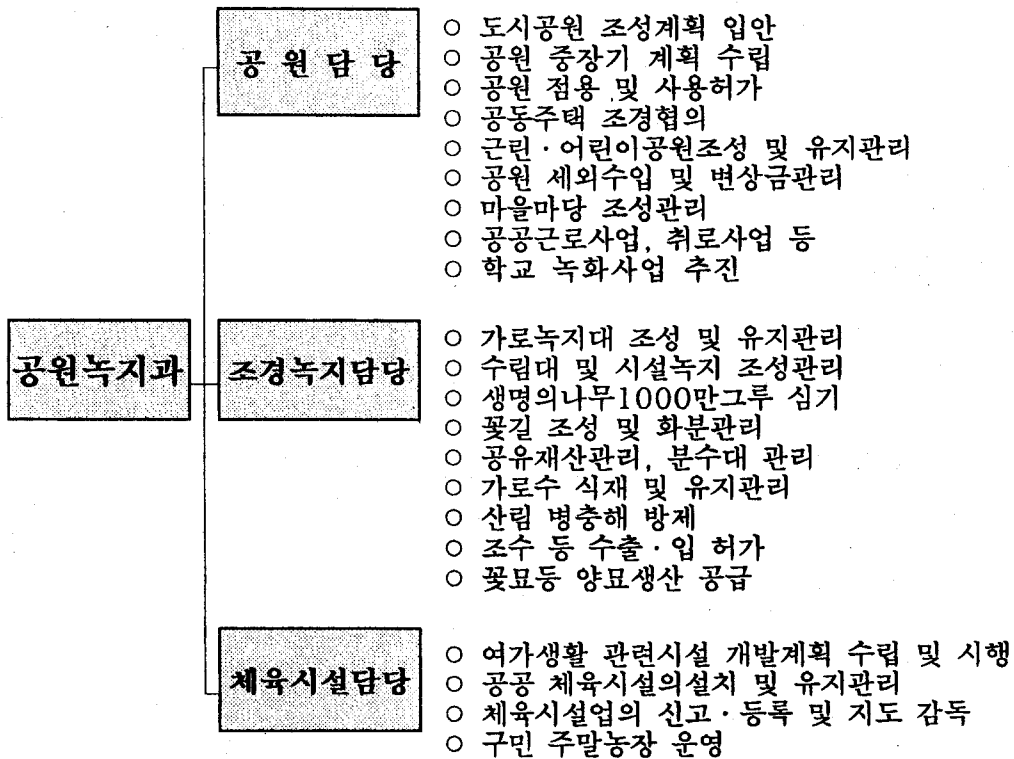 공원녹지과
공 원 담 당
○ 도시공원 조성계획 입안
○ 공원 중장기 계획 수립
○ 공원 점용 및 사용허가
○ 공동주택 조경협의
○ 근린·어린이공원조성 및 유지관리
○ 공원 세외수입 및 변상금관리
○ 마을마당 조성관리
○ 공공근로사업, 취로사업 등
○ 학교 녹화사업 추진
조경녹지담당
○ 가로녹지대 조성 및 유지관리
○ 수림대 및 시설녹지 조성관리
○ 생명의나무1000만그루 심기
○ 꽃길 조성 및 화분관리
○ 공유재산관리, 분수대 관리
○ 가로수 식재 및 유지관리
○ 산림 병충해 방제
○ 조수 등 수출·입 허가
○ 꽃묘등 양묘생산 공급
체육시설담당
○ 여가생활 관련시설 개발계획 수립 및 시행
○ 공공 체육시설의설치 및 유지관리
○ 체육시설업의 신고·등록 및 지도 감독
○ 구민 주말농장 운영